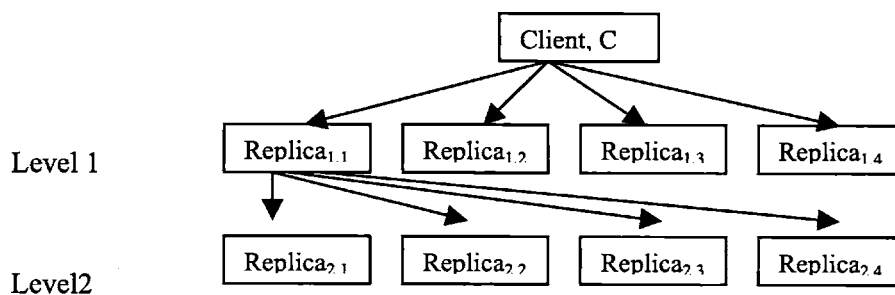 Client, C
Level 1
Replica1.1
Replica1.2
Replica1.3
Replica1.4
Level2
Replica2.1
Replica2.2
Replica2.3
Replica2.4